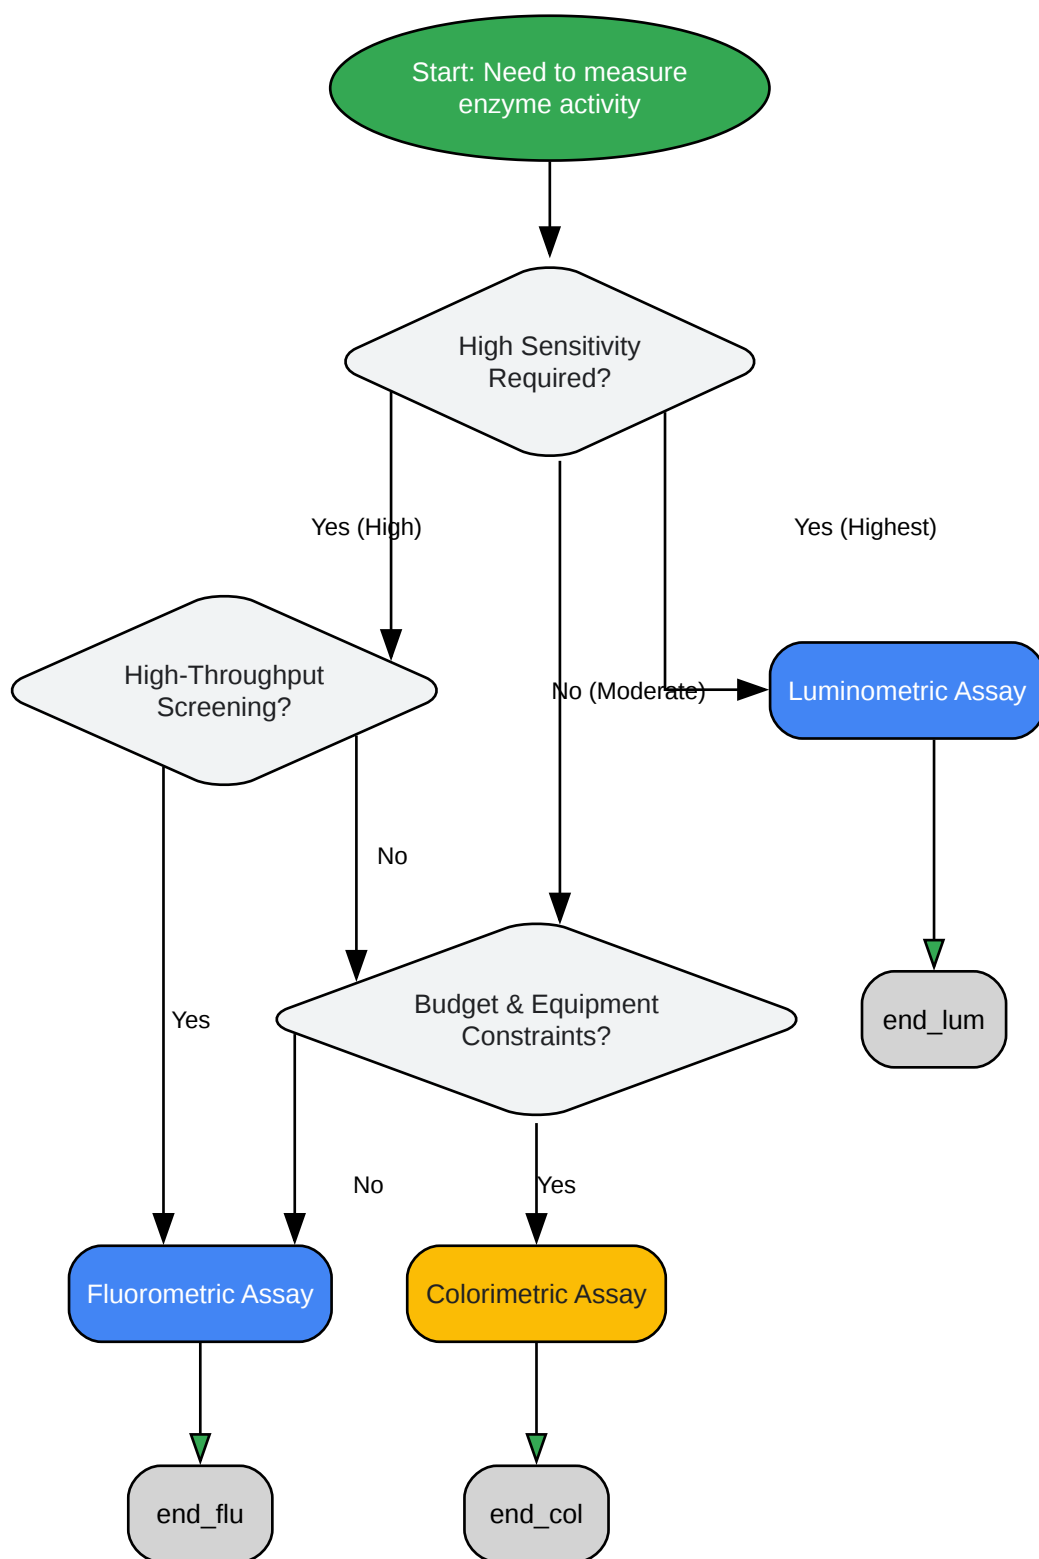 Start: Need to measure
enzyme activity
High Sensitivity
Required?
Yes (High)
Yes (Highest)
High-Throughput
Screening?
No (Moderate)
Luminometric Assay
No
Budget & Equipment
Constraints?
Yes
end_lum
No
Yes
Fluorometric Assay
Colorimetric Assay
end_flu
end_col